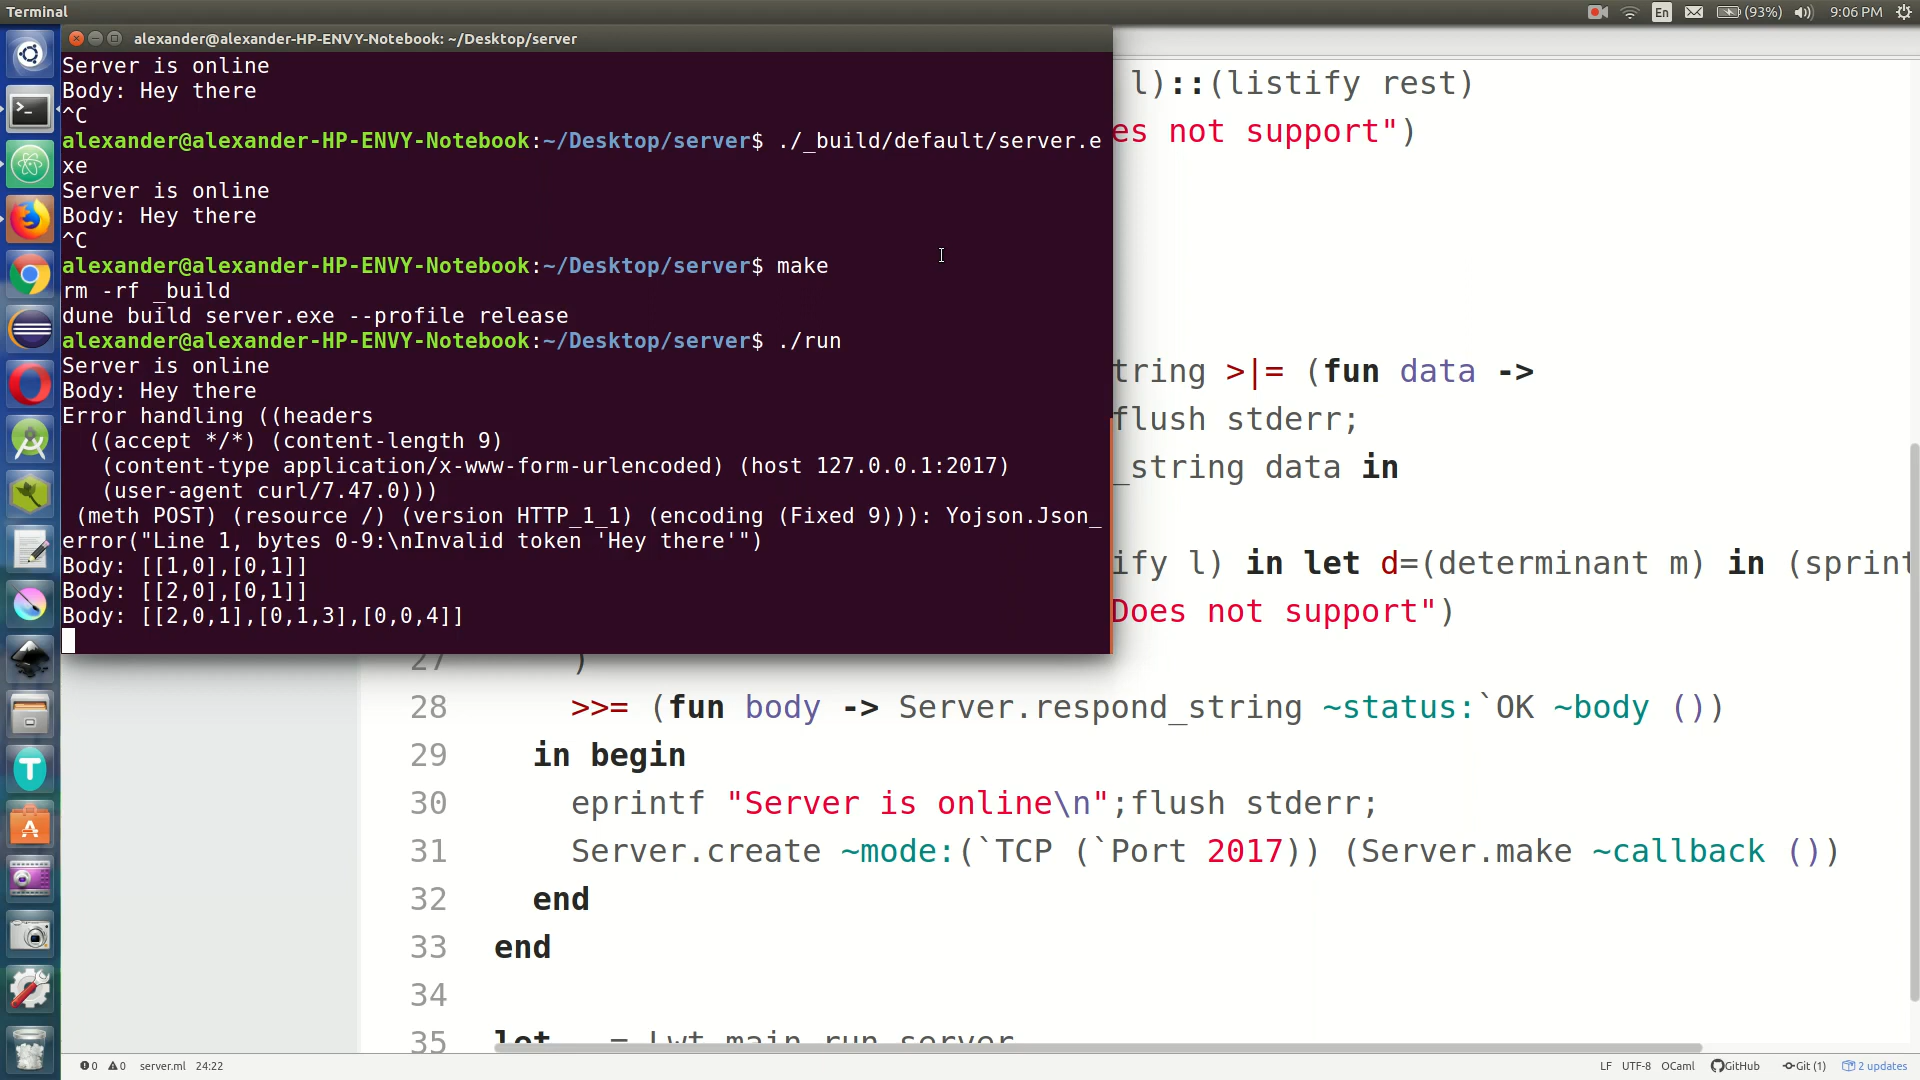 Terminal
En
(93%)
9:06 PM
alexander@alexander-HP-ENVY-Notebook: ~/Desktop/server
Server is online
Body: Hey there
^C
alexander@alexander-HP-ENVY-Notebook:~/Desktop/server$ ./_build/default/server.e
xe
Server is online
Body: Hey there
^C
alexander@alexander-HP-ENVY-Notebook:~/Desktop/server$ make
rm -rf _build
dune build server.exe --profile release
alexander@alexander-HP-ENVY-Notebook:~/Desktop/server$ ./run
Server is online
Body: Hey there
Error handling ((headers
  ((accept */*) (content-length 9)
   (content-type application/x-www-form-urlencoded) (host 127.0.0.1:2017)
   (user-agent curl/7.47.0)))
 (meth POST) (resource /) (version HTTP_1_1) (encoding (Fixed 9))): Yojson.Json_
error("Line 1, bytes 0-9:\nInvalid token 'Hey there'")
Body: [[1,0],[0,1]]
Body: [[2,0],[0,1]]
Body: [[2,0,1],[0,1,3],[0,0,4]]
l)::(listify rest)
es not support")
tring >|= (fun data ->
flush stderr;
_string data in
ify l) in let d=(determinant m) in (sprint
Does not support")
27 )
28 >>= (fun body -> Server.respond_string ~status:`OK ~body ())
29 in begin
30 eprintf "Server is online\n";flush stderr;
31 Server.create ~mode:(`TCP (`Port 2017)) (Server.make ~callback ())
32 end
33 end
34
35 let _ = Lwt_main.run server
0 0 server.ml 24:22
LF UTF-8 OCaml GitHub Git (1) 2 updates